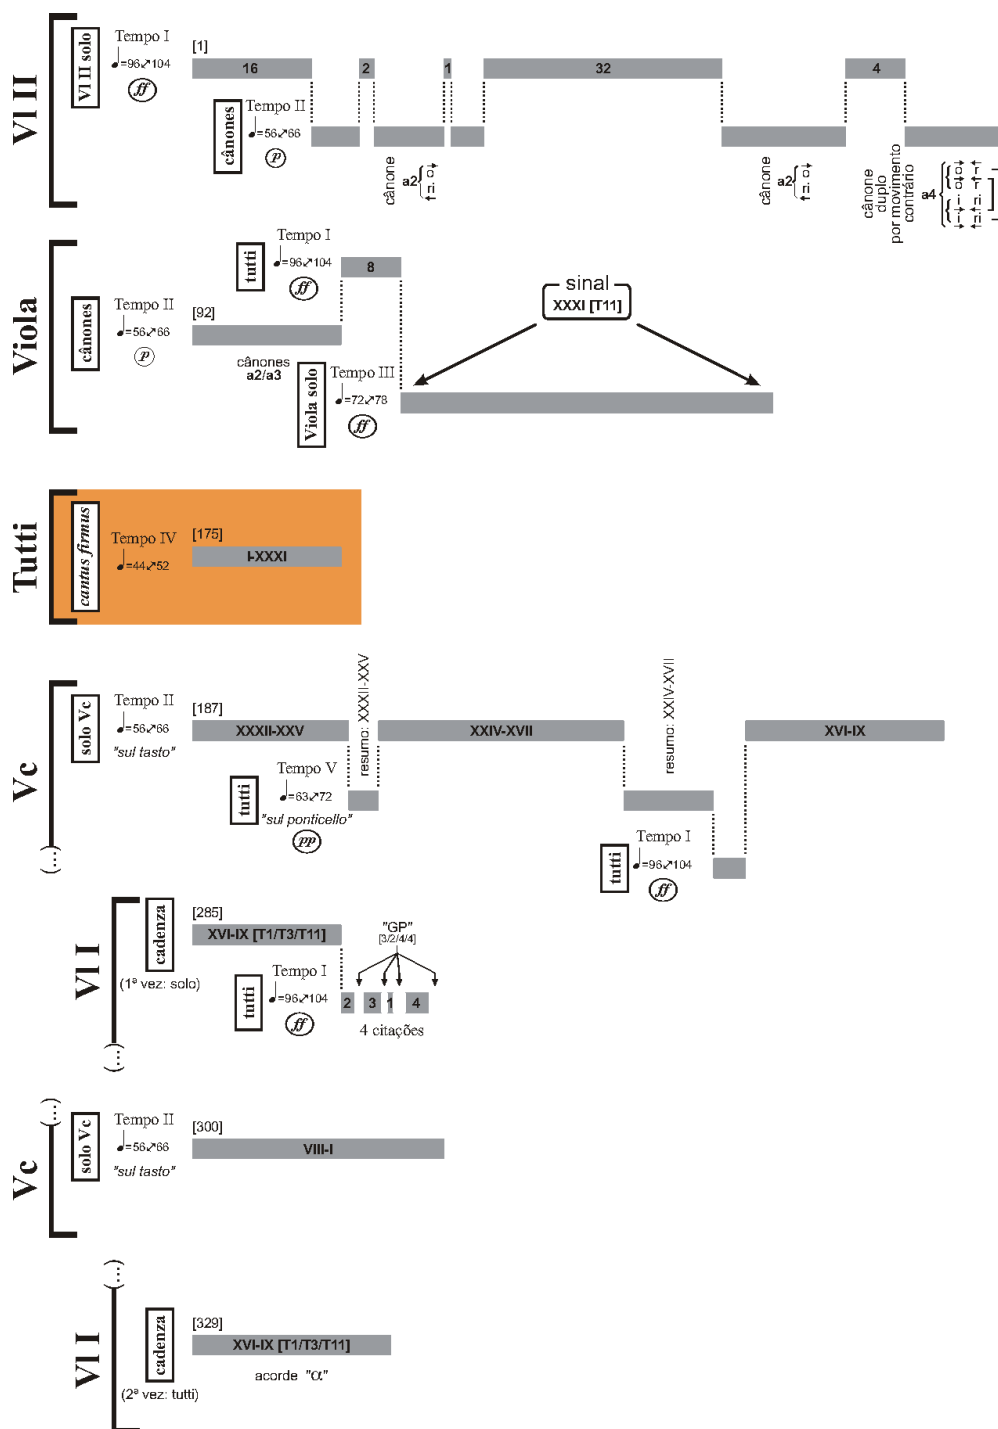 Vl II
Vl II solo
Tempo I
=96 104
ff
[1]
16
2
1
32
4
cânones
Tempo II
=56 66
p
cânone
a2
o
ri
cânone
a2
o
ri
cânone
duplo
por movimento
contrário
a4
o r
o r
i ri
ri ri
Viola
cânones
Tempo II
=56 66
p
[92]
cânones
a2/a3
tutti
Tempo I
=96 104
ff
8
sinal
XXXI [T11]
Viola solo
Tempo III
=72 78
ff
Tutti
cantus firmus
Tempo IV
=44 52
[175]
I-XXXI
Vc
solo Vc
Tempo II
=56 66
"sul tasto"
[187]
XXXII-XXV
resumo: XXXII-XXV
XXIV-XVII
resumo: XXIV-XVII
XVI-IX
tutti
Tempo V
=63 72
"sul ponticello"
pp
tutti
Tempo I
=96 104
ff
(...)
Vl I
cadenza
(1ª vez: solo)
[285]
XVI-IX [T1/T3/T11]
"GP"
[3/2/4/4]
tutti
Tempo I
=96 104
ff
2
3
1
4
4 citações
(...)
(...)
Vc
solo Vc
Tempo II
=56 66
"sul tasto"
[300]
VIII-I
(...)
Vl I
cadenza
(2ª vez: tutti)
[329]
XVI-IX [T1/T3/T11]
acorde "α"